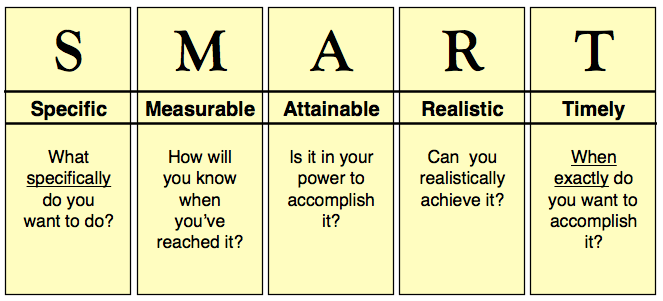 S M A R T
Specific Measurable Attainable Realistic Timely
What
specifically
do you
want to do?
How will
you know
when
you've
reached it?
Is it in your
power to
accomplish
it?
Can you
realistically
achieve it?
When
exactly do
you want to
accomplish
it?